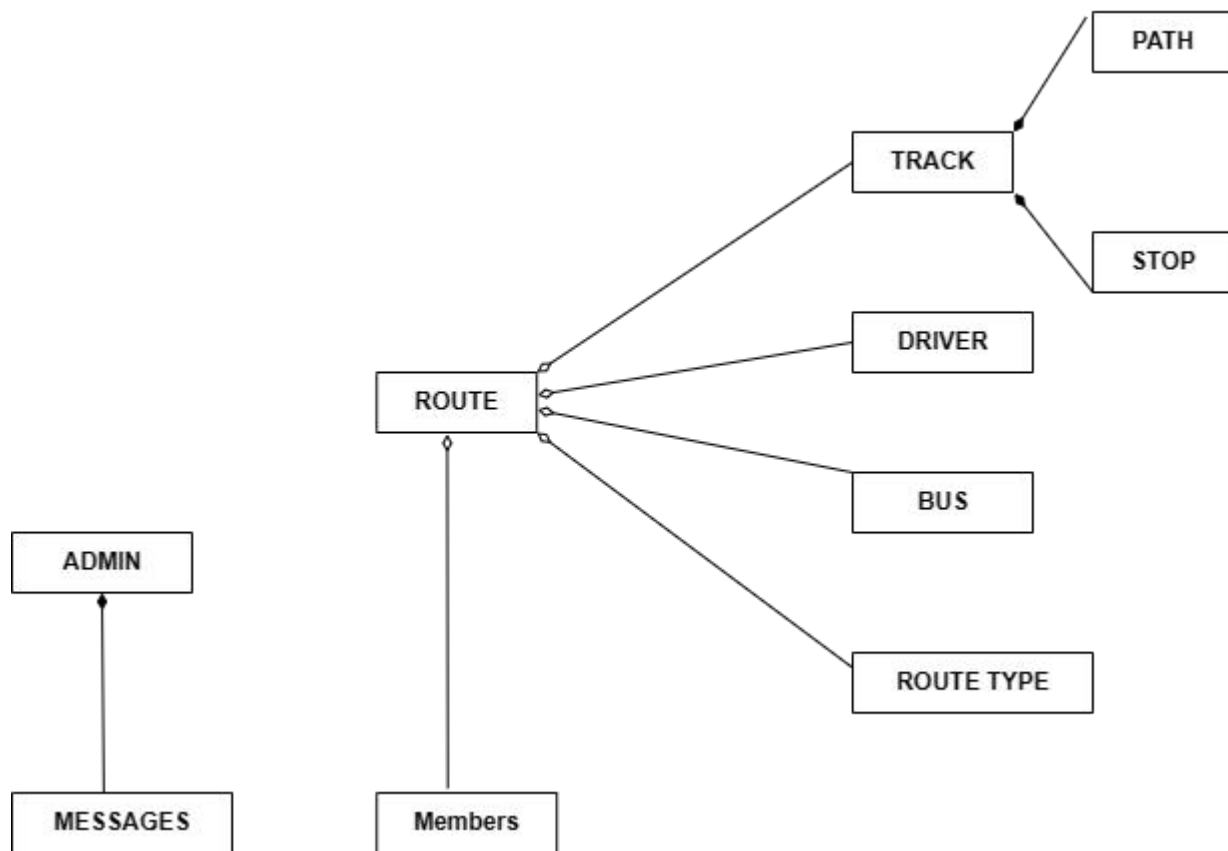 PATH
TRACK
STOP
DRIVER
ROUTE
BUS
ADMIN
ROUTE TYPE
MESSAGES
Members